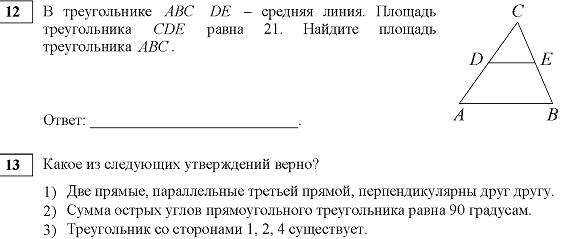 12 В треугольнике ABC DE – средняя линия. Площадь
треугольника CDE равна 21. Найдите площадь
треугольника ABC .
C
D E
A B
Ответ: ___________________________.
13 Какое из следующих утверждений верно?
1) Две прямые, параллельные третьей прямой, перпендикулярны друг другу.
2) Сумма острых углов прямоугольного треугольника равна 90 градусам.
3) Треугольник со сторонами 1, 2, 4 существует.